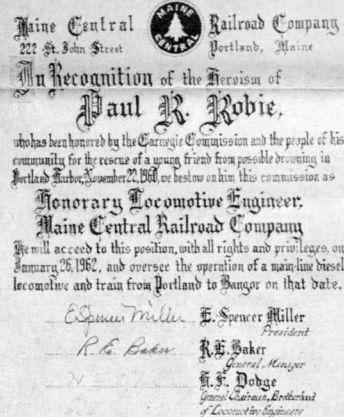 Maine Central Railroad Company
MAINE CENTRAL
222 St. John Street Portland, Maine
In Recognition of the Heroism of
Paul R. Robie,
who has been honored by the Carnegie Commission and the people of his
community for the rescue of a young friend from possible drowning in
Portland Harbor, November 22, 1960, we bestow on him this commission as
Honorary Locomotive Engineer,
Maine Central Railroad Company
He will acceed to this position, with all rights and privileges, on
January 26, 1962, and oversee the operation of a main-line diesel
locomotive and train from Portland to Bangor on that date.
E. Spencer Miller E. Spencer Miller
President
R. E. Baker R.E. Baker
General Manager
H.F. Dodge
General Chairman, Brotherhood
of Locomotive Engineers